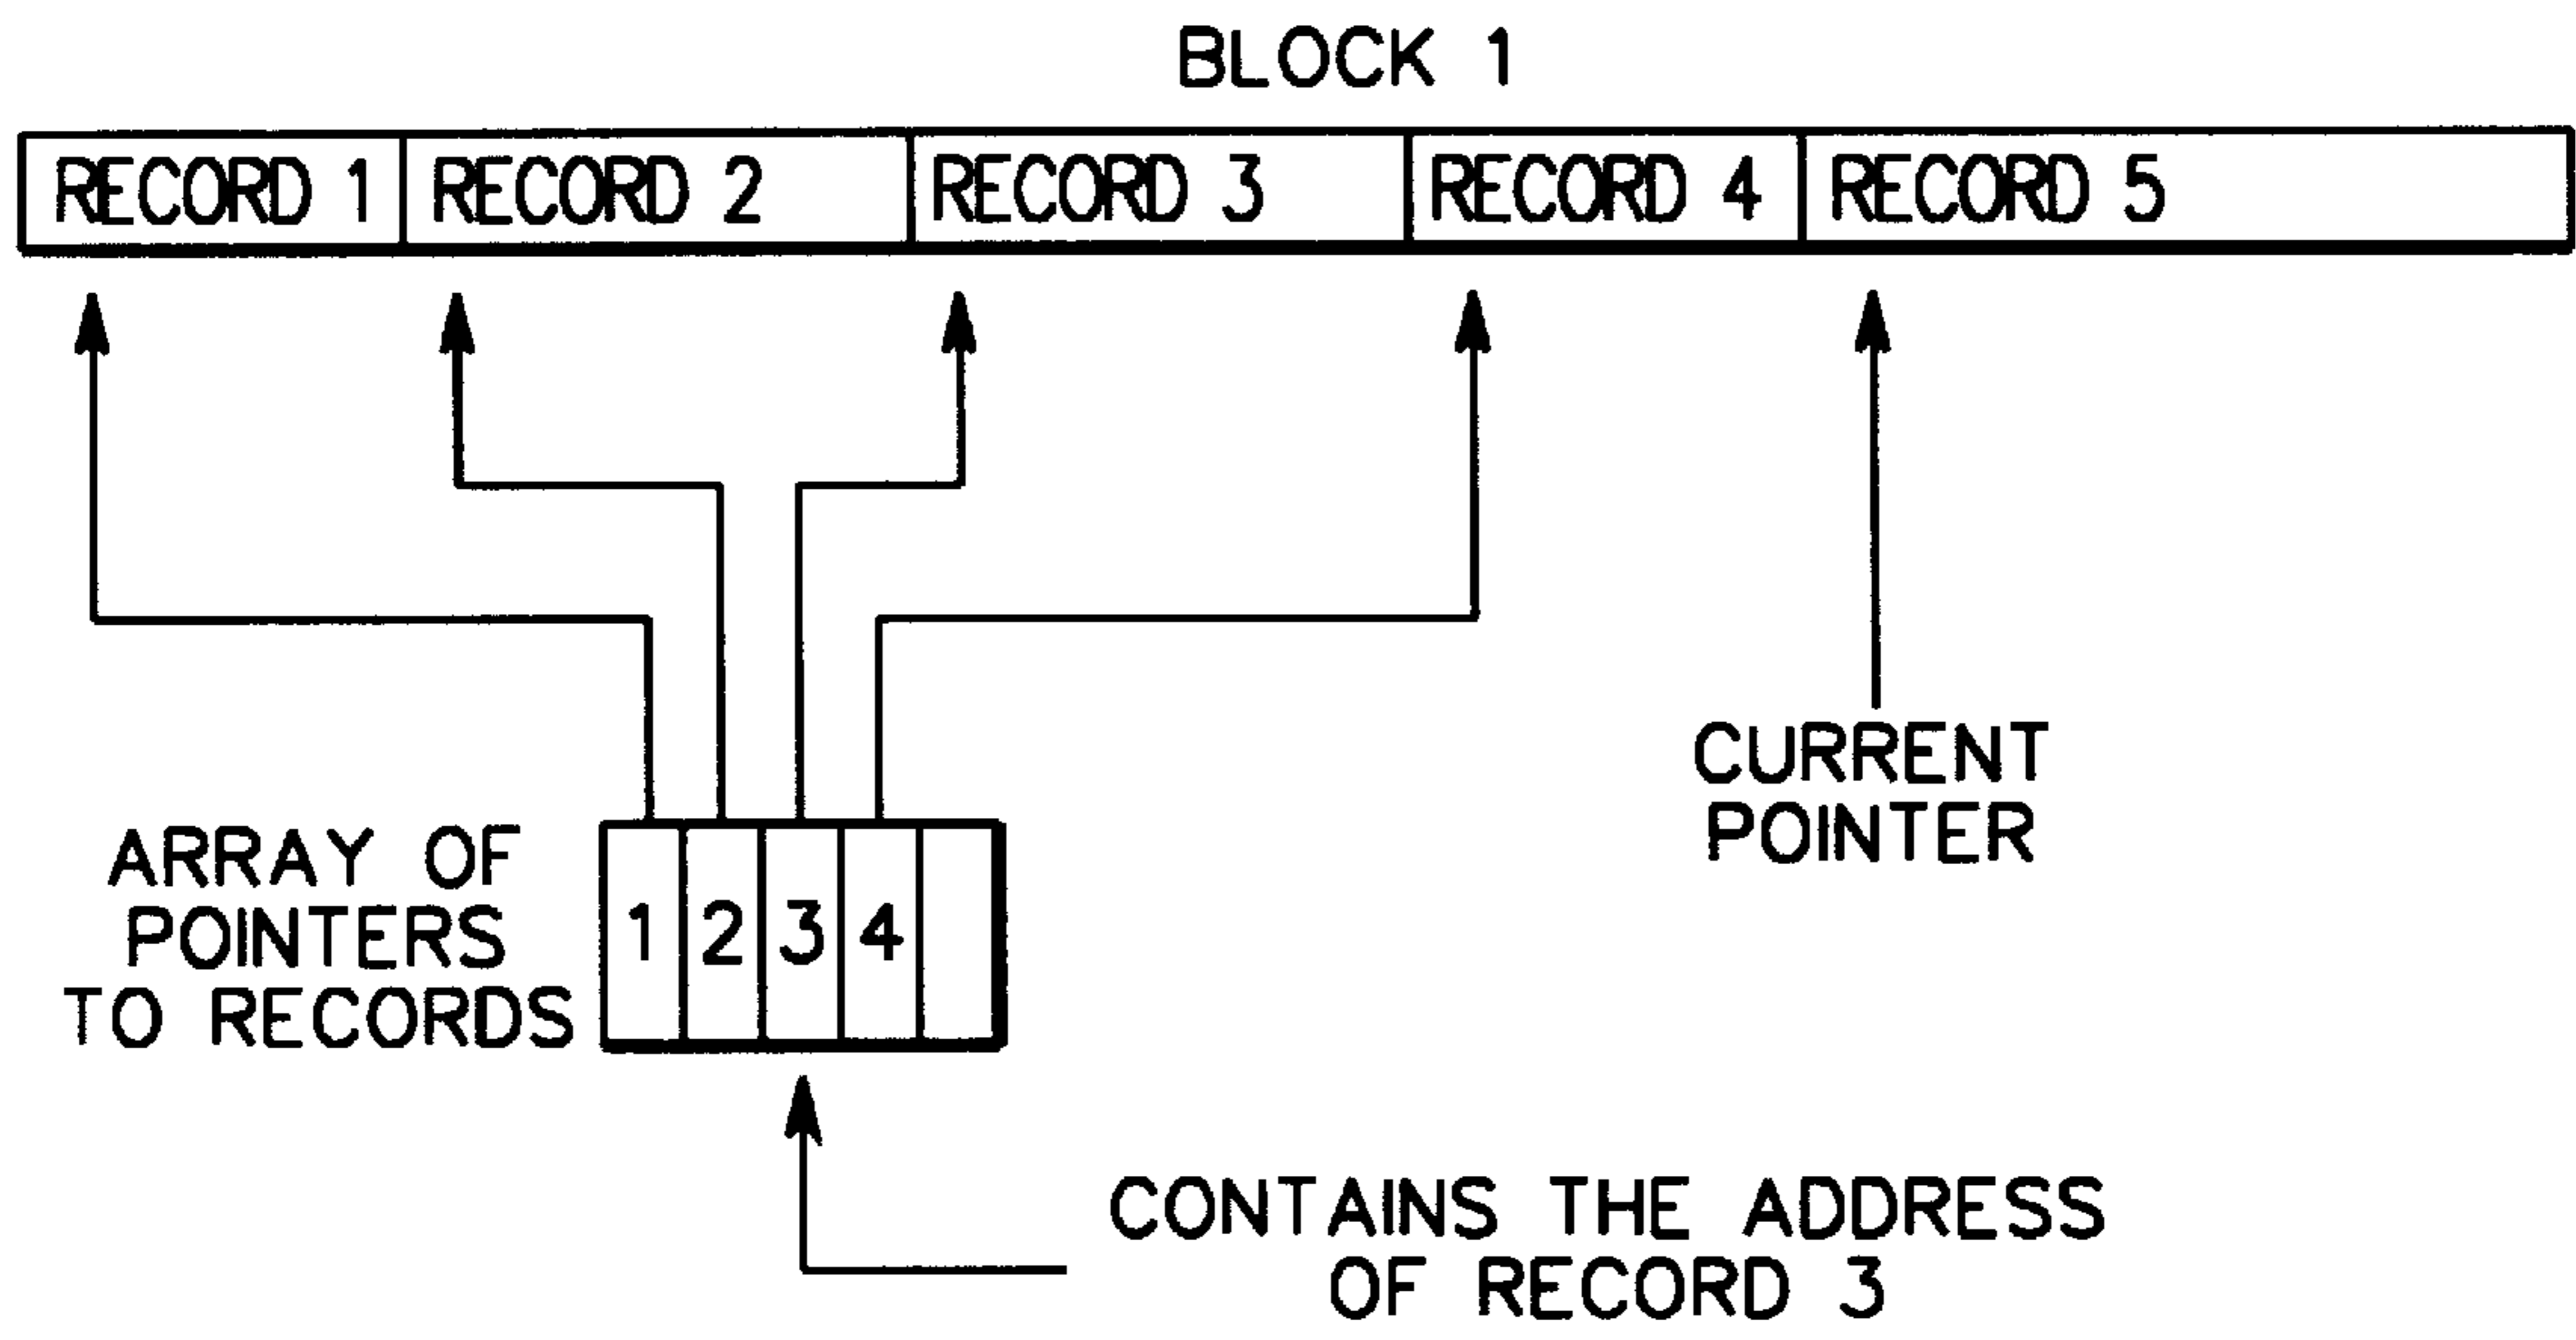 BLOCK 1
RECORD 1 RECORD 2 RECORD 3 RECORD 4 RECORD 5
CURRENT
POINTER
ARRAY OF
POINTERS
TO RECORDS
1 2 3 4
CONTAINS THE ADDRESS
OF RECORD 3